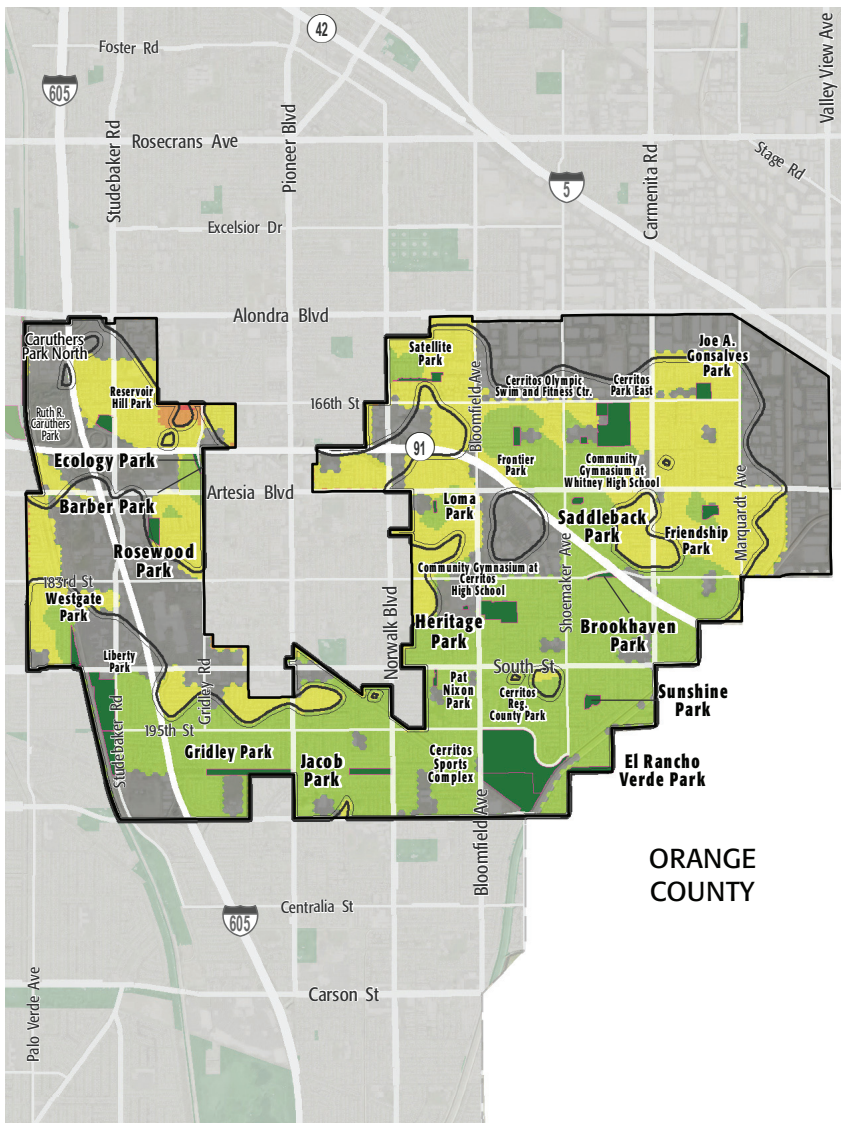 Foster Rd
42
Valley View Ave
605
Studebaker Rd
Rosecrans Ave
Pioneer Blvd
Carmenita Rd
Stage Rd
5
Excelsior Dr
Alondra Blvd
Caruthers
Park North
Satellite
Park
Joe A.
Gonsalves
Park
Bloomfield Ave
Cerritos Olympic
Swim and Fitness Ctr.
Cerritos
Park East
Reservoir
Hill Park
166th St
Ruth R.
Caruthers
Park
91
Ecology Park
Frontier
Park
Community
Gymnasium at
Whitney High School
Barber Park
Artesia Blvd
Loma
Park
Saddleback
Park
Friendship
Park
Marquardt Ave
Rosewood
Park
Shoemaker Ave
183rd St
Westgate
Park
Community Gymnasium at
Cerritos
High School
Norwalk Blvd
Heritage
Park
Brookhaven
Park
Liberty
Park
Gridley Rd
South St
Pat
Nixon
Park
Cerritos
Reg.
County Park
Sunshine
Park
Studebaker Rd
195th St
Gridley Park
Jacob
Park
Cerritos
Sports
Complex
El Rancho
Verde Park
Bloomfield Ave
ORANGE
COUNTY
Centralia St
605
Carson St
Palo Verde Ave